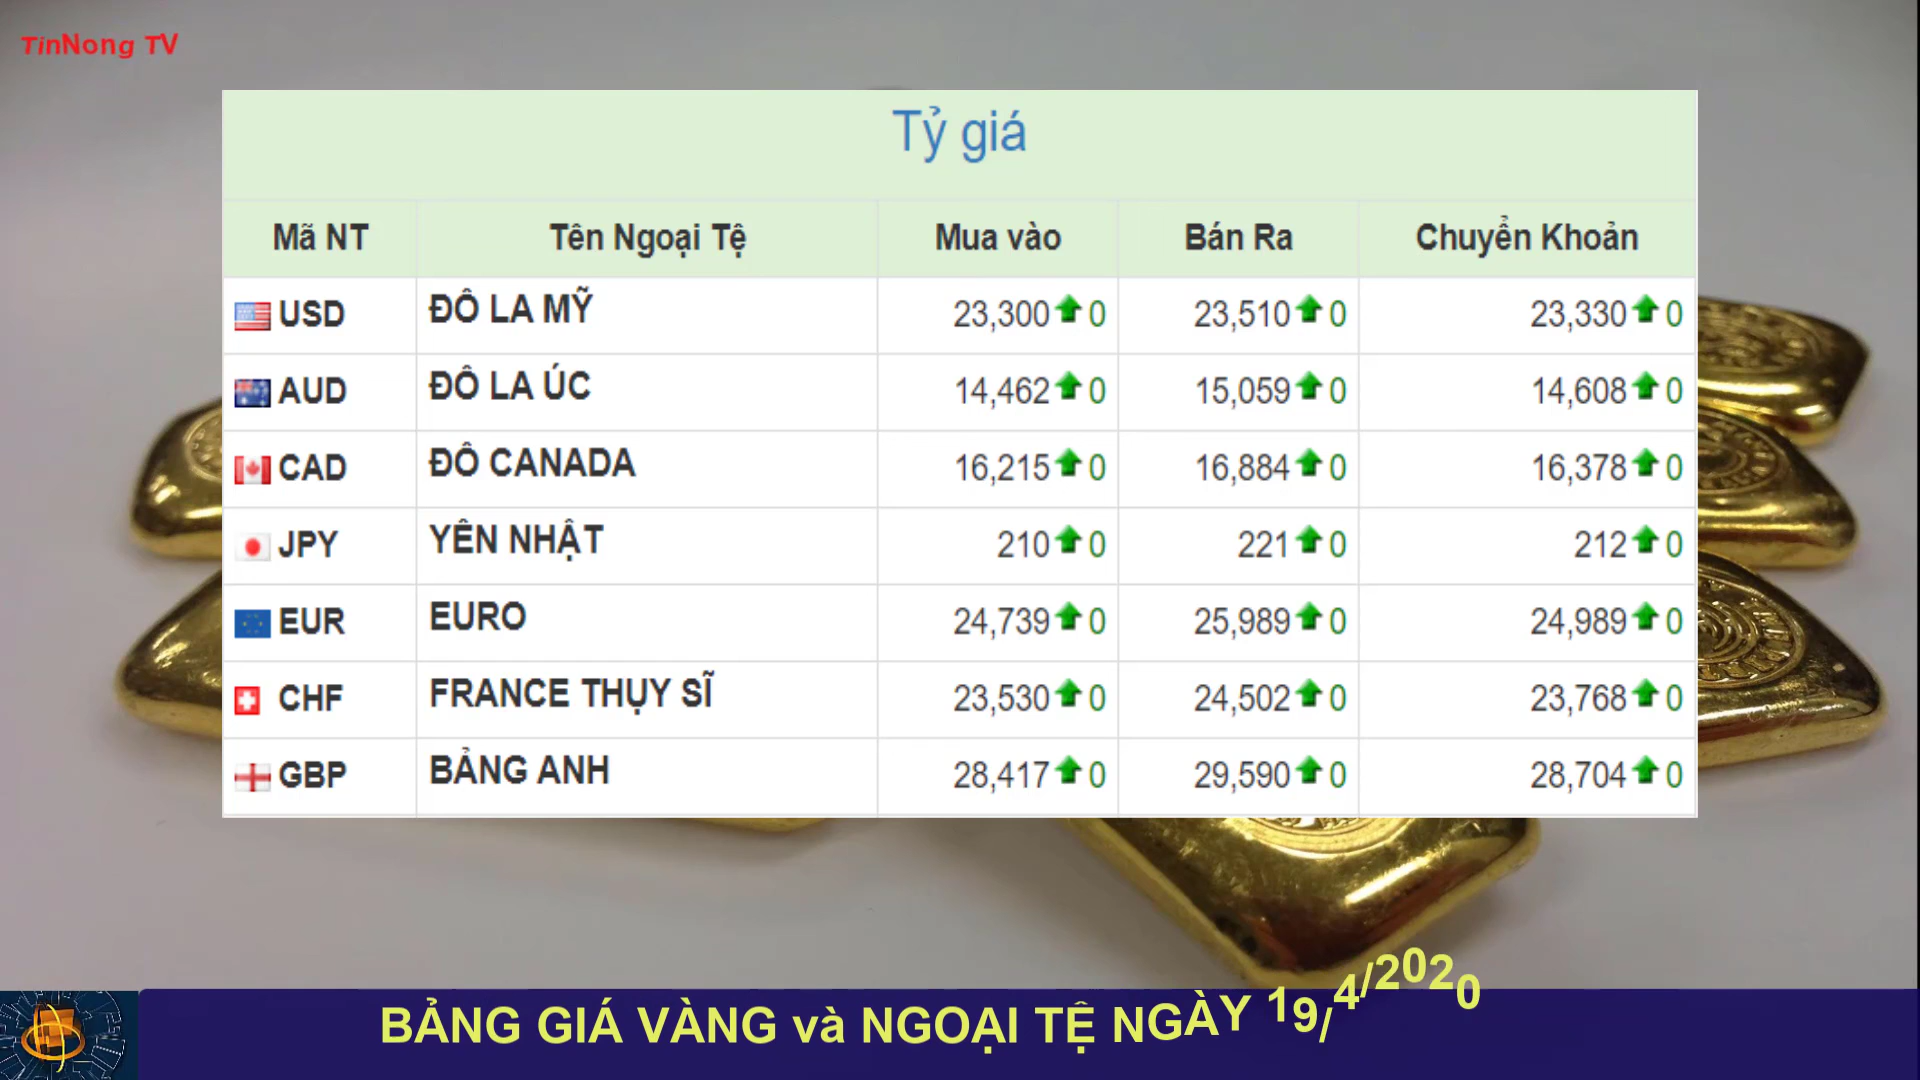 TinNong TV
Tỷ giá
Mã NT Tên Ngoại Tệ Mua vào Bán Ra Chuyển Khoản
USD ĐÔ LA MỸ 23,300 0 23,510 0 23,330 0
AUD ĐÔ LA ÚC 14,462 0 15,059 0 14,608 0
CAD ĐÔ CANADA 16,215 0 16,884 0 16,378 0
JPY YÊN NHẬT 210 0 221 0 212 0
EUR EURO 24,739 0 25,989 0 24,989 0
CHF FRANCE THỤY SĨ 23,530 0 24,502 0 23,768 0
GBP BẢNG ANH 28,417 0 29,590 0 28,704 0
BẢNG GIÁ VÀNG và NGOẠI TỆ NGÀY 19/4/2020